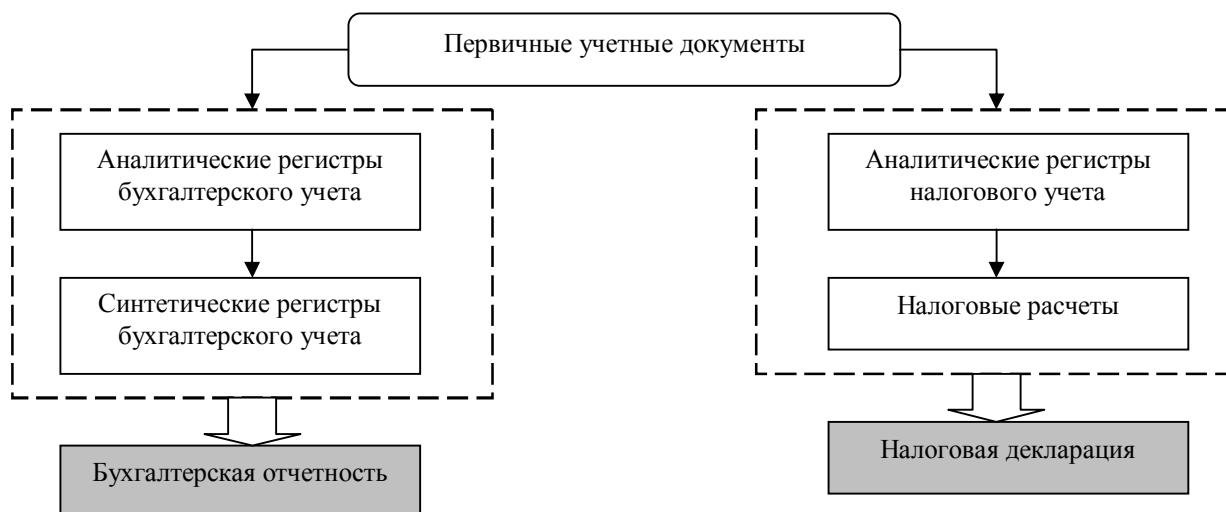 Первичные учетные документы
Аналитические регистры
бухгалтерского учета
Синтетические регистры
бухгалтерского учета
Бухгалтерская отчетность
Аналитические регистры
налогового учета
Налоговые расчеты
Налоговая декларация